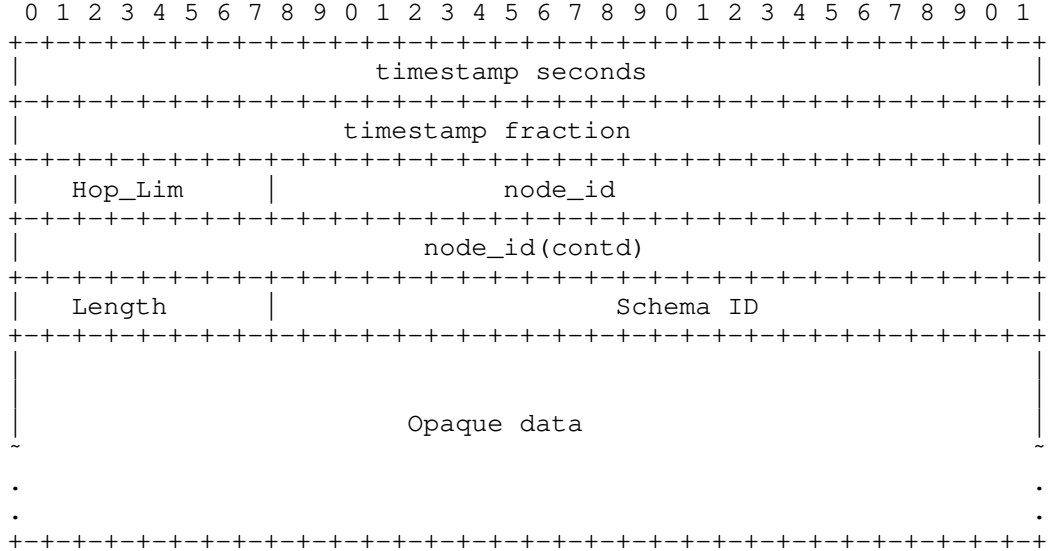 0 1 2 3 4 5 6 7 8 9 0 1 2 3 4 5 6 7 8 9 0 1 2 3 4 5 6 7 8 9 0 1
+-+-+-+-+-+-+-+-+-+-+-+-+-+-+-+-+-+-+-+-+-+-+-+-+-+-+-+-+-+-+-+-+
|                      timestamp seconds                        |
+-+-+-+-+-+-+-+-+-+-+-+-+-+-+-+-+-+-+-+-+-+-+-+-+-+-+-+-+-+-+-+-+
|                    timestamp fraction                         |
+-+-+-+-+-+-+-+-+-+-+-+-+-+-+-+-+-+-+-+-+-+-+-+-+-+-+-+-+-+-+-+-+
|   Hop_Lim     |              node_id                          |
+-+-+-+-+-+-+-+-+-+-+-+-+-+-+-+-+-+-+-+-+-+-+-+-+-+-+-+-+-+-+-+-+
|                         node_id(contd)                        |
+-+-+-+-+-+-+-+-+-+-+-+-+-+-+-+-+-+-+-+-+-+-+-+-+-+-+-+-+-+-+-+-+
|   Length      |                     Schema ID                 |
+-+-+-+-+-+-+-+-+-+-+-+-+-+-+-+-+-+-+-+-+-+-+-+-+-+-+-+-+-+-+-+-+
|                                                               |
|                                                               |
|                        Opaque data                            |
~                                                               ~
.                                                               .
.                                                               .
+-+-+-+-+-+-+-+-+-+-+-+-+-+-+-+-+-+-+-+-+-+-+-+-+-+-+-+-+-+-+-+-+